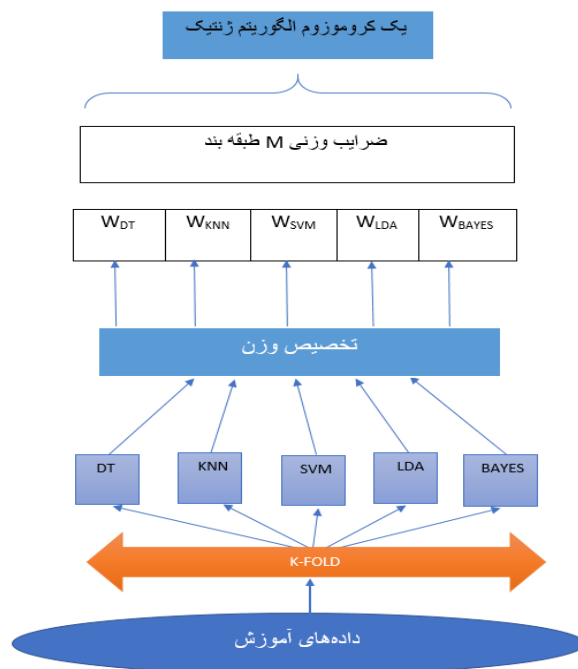 یک کروموزوم الگوریتم ژنتیک
ضرایب وزنی M طبقه بند
WDT WKNN WSVM WLDA WBAYES
تخصیص وزن
DT KNN SVM LDA BAYES
K-FOLD
داده‌های آموزش